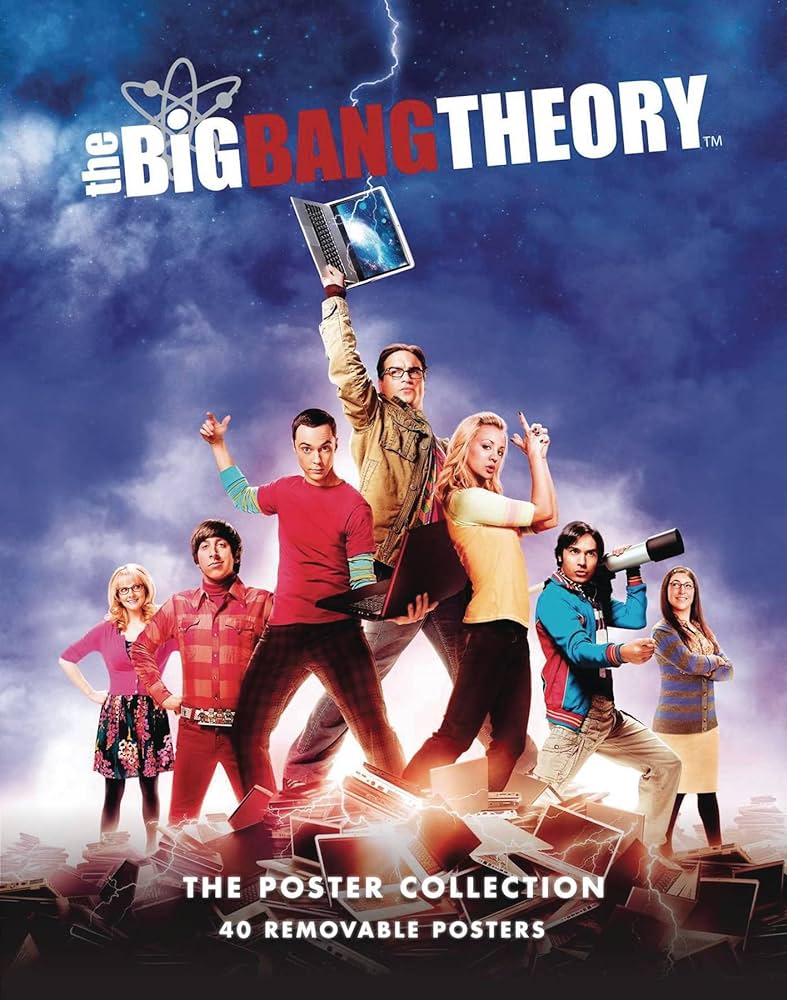 the BIG BANG THEORY™
THE POSTER COLLECTION
40 REMOVABLE POSTERS